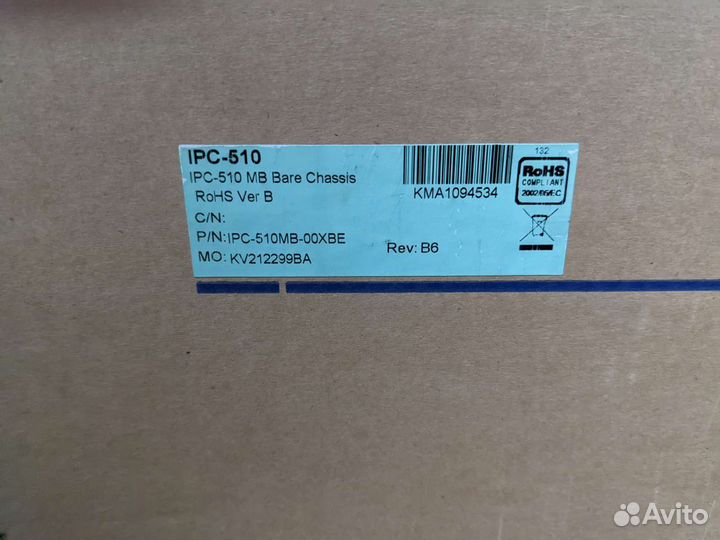 IPC-510
IPC-510 MB Bare Chassis
RoHS Ver B
C/N:
P/N: IPC-510MB-00XBE
MO: KV212299BA
Rev: B6
KMA1094534
132
RoHS
COMPLIANT
2002/95/EC
Avito